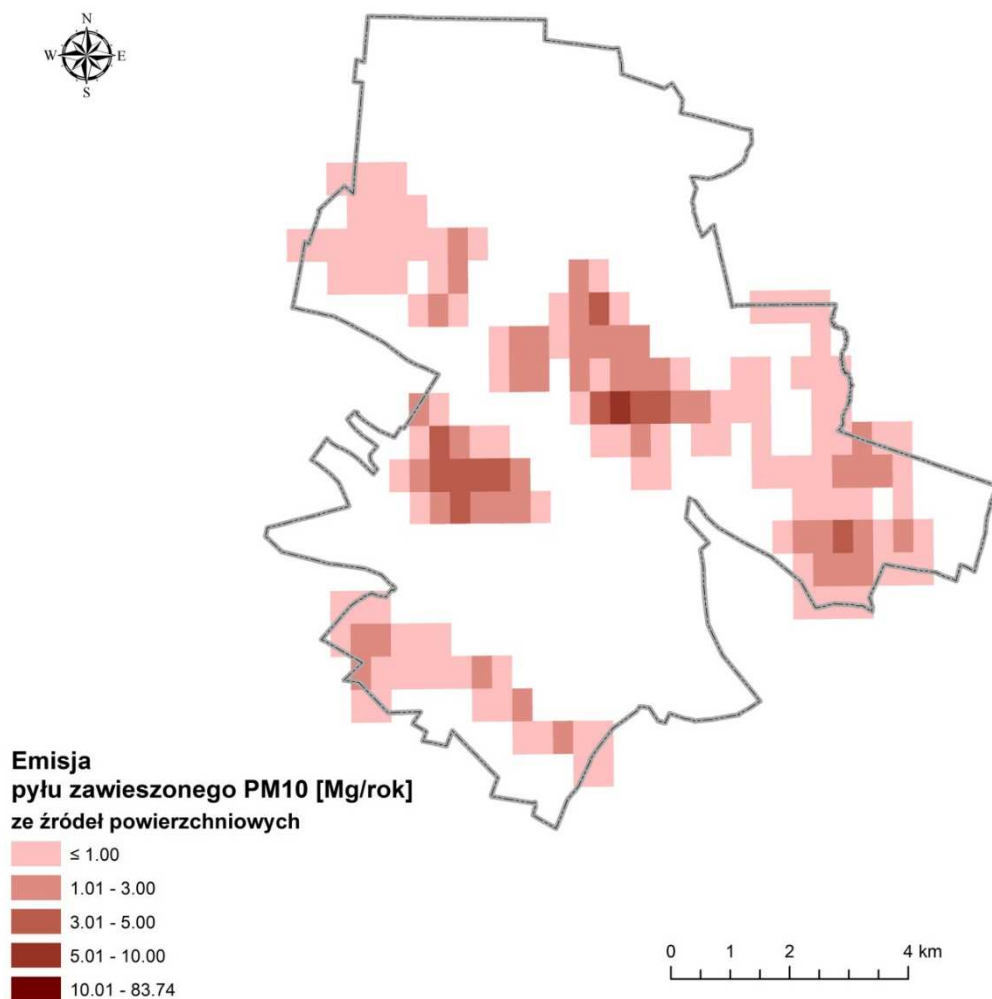 N
W E
S
Emisja
pyłu zawieszonego PM10 [Mg/rok]
ze źródeł powierzchniowych
≤ 1.00
1.01 - 3.00
3.01 - 5.00
5.01 - 10.00
10.01 - 83.74
0 1 2 4 km